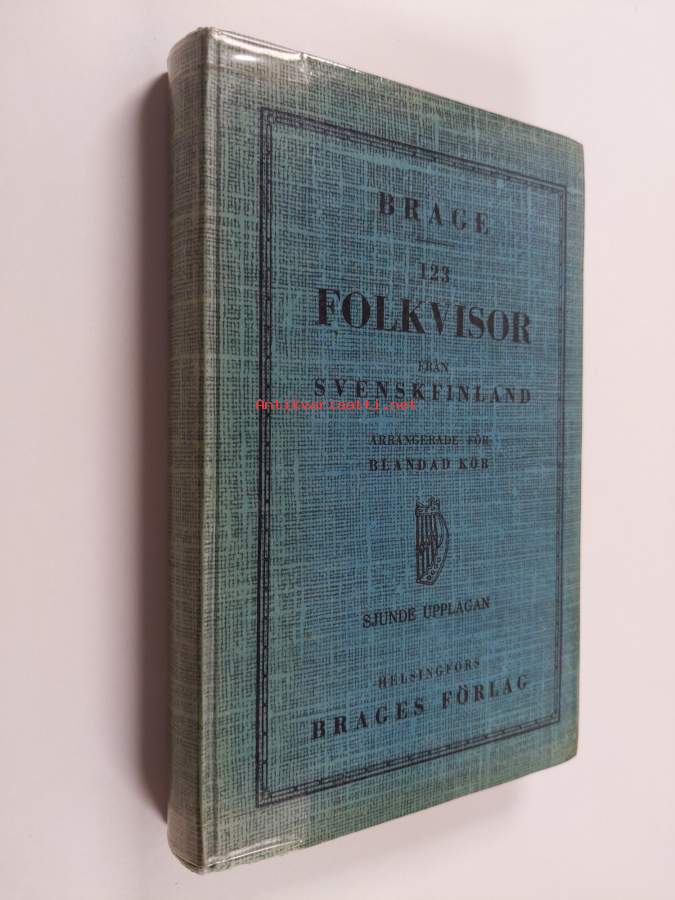 BRAGE
123
FOLKVISOR
FRÅN
SVENSKFINLAND
Antikvariaatti.net
ARRANGERADE FÖR
BLANDAD KÖR
SJUNDE UPPLAGAN
HELSINGFORS
BRAGES FÖRLAG